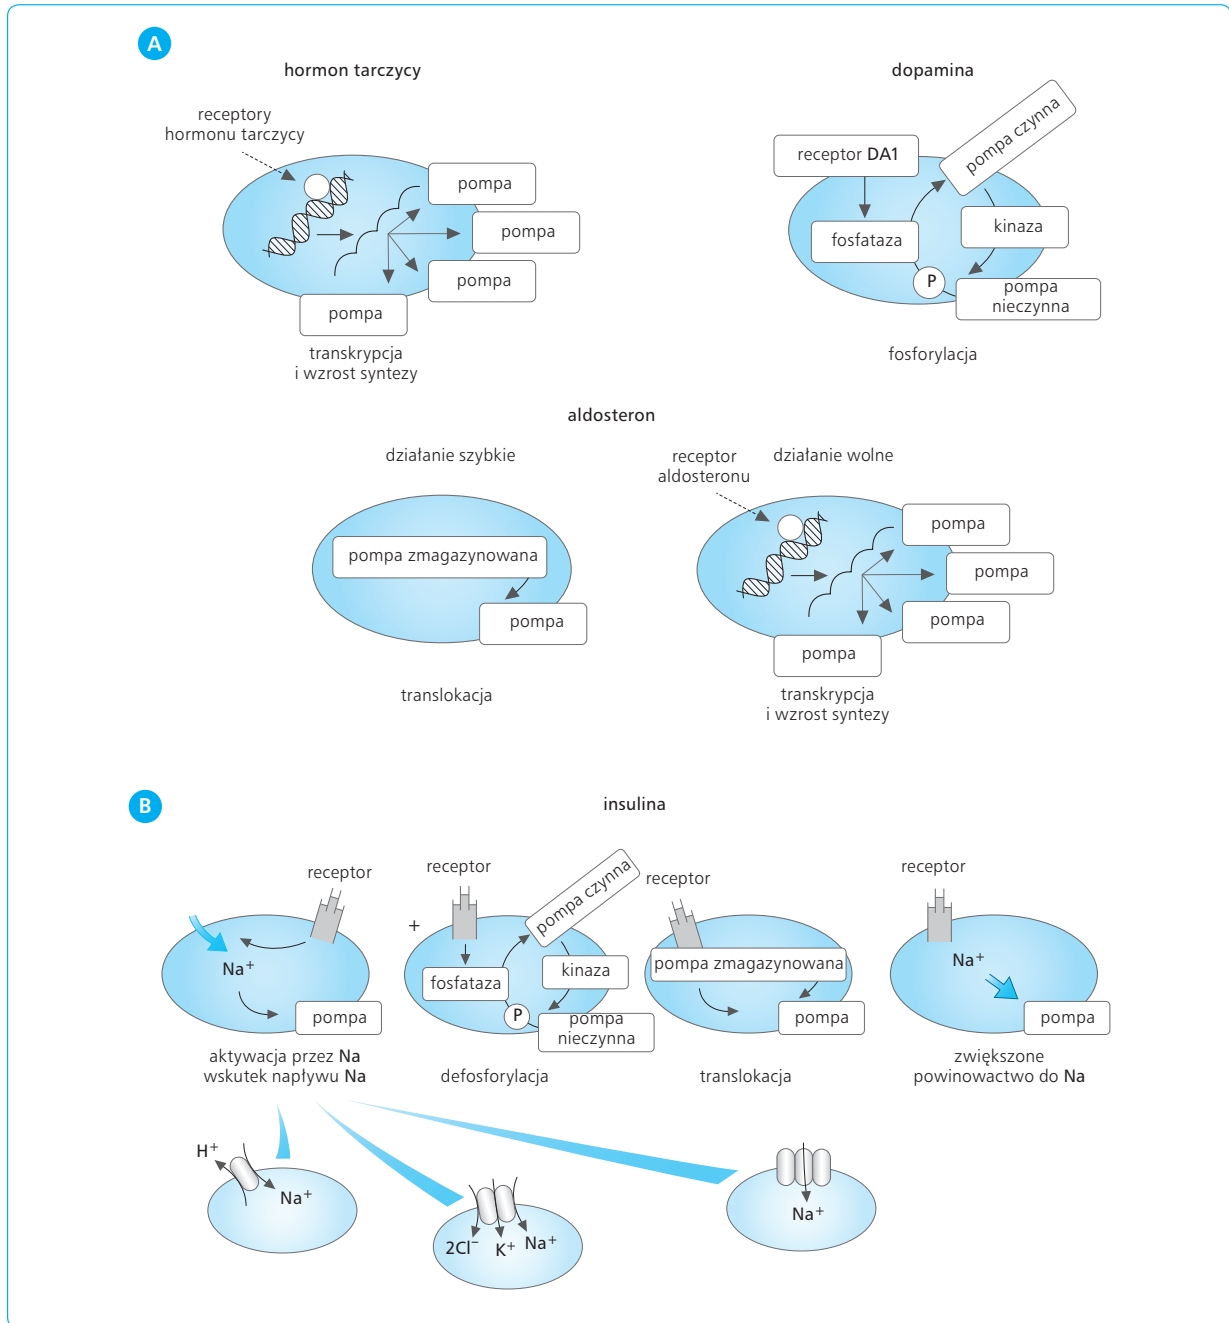 A
hormon tarczycy
receptory
hormonu tarczycy
pompa
pompa
pompa
pompa
transkrypcja
i wzrost syntezy
dopamina
receptor DA1
pompa czynna
fosfataza
kinaza
P
pompa
nieczynna
fosforylacja
aldosteron
działanie szybkie
pompa zmagazynowana
pompa
translokacja
działanie wolne
receptor
aldosteronu
pompa
pompa
pompa
pompa
transkrypcja
i wzrost syntezy
B
insulina
receptor
Na+
pompa
aktywacja przez Na
wskutek napływu Na
receptor
+
pompa czynna
fosfataza
kinaza
P
pompa
nieczynna
defosforylacja
receptor
pompa zmagazynowana
pompa
translokacja
receptor
Na+
pompa
zwiększone
powinowactwo do Na
H+
Na+
2Cl−
K+
Na+
Na+